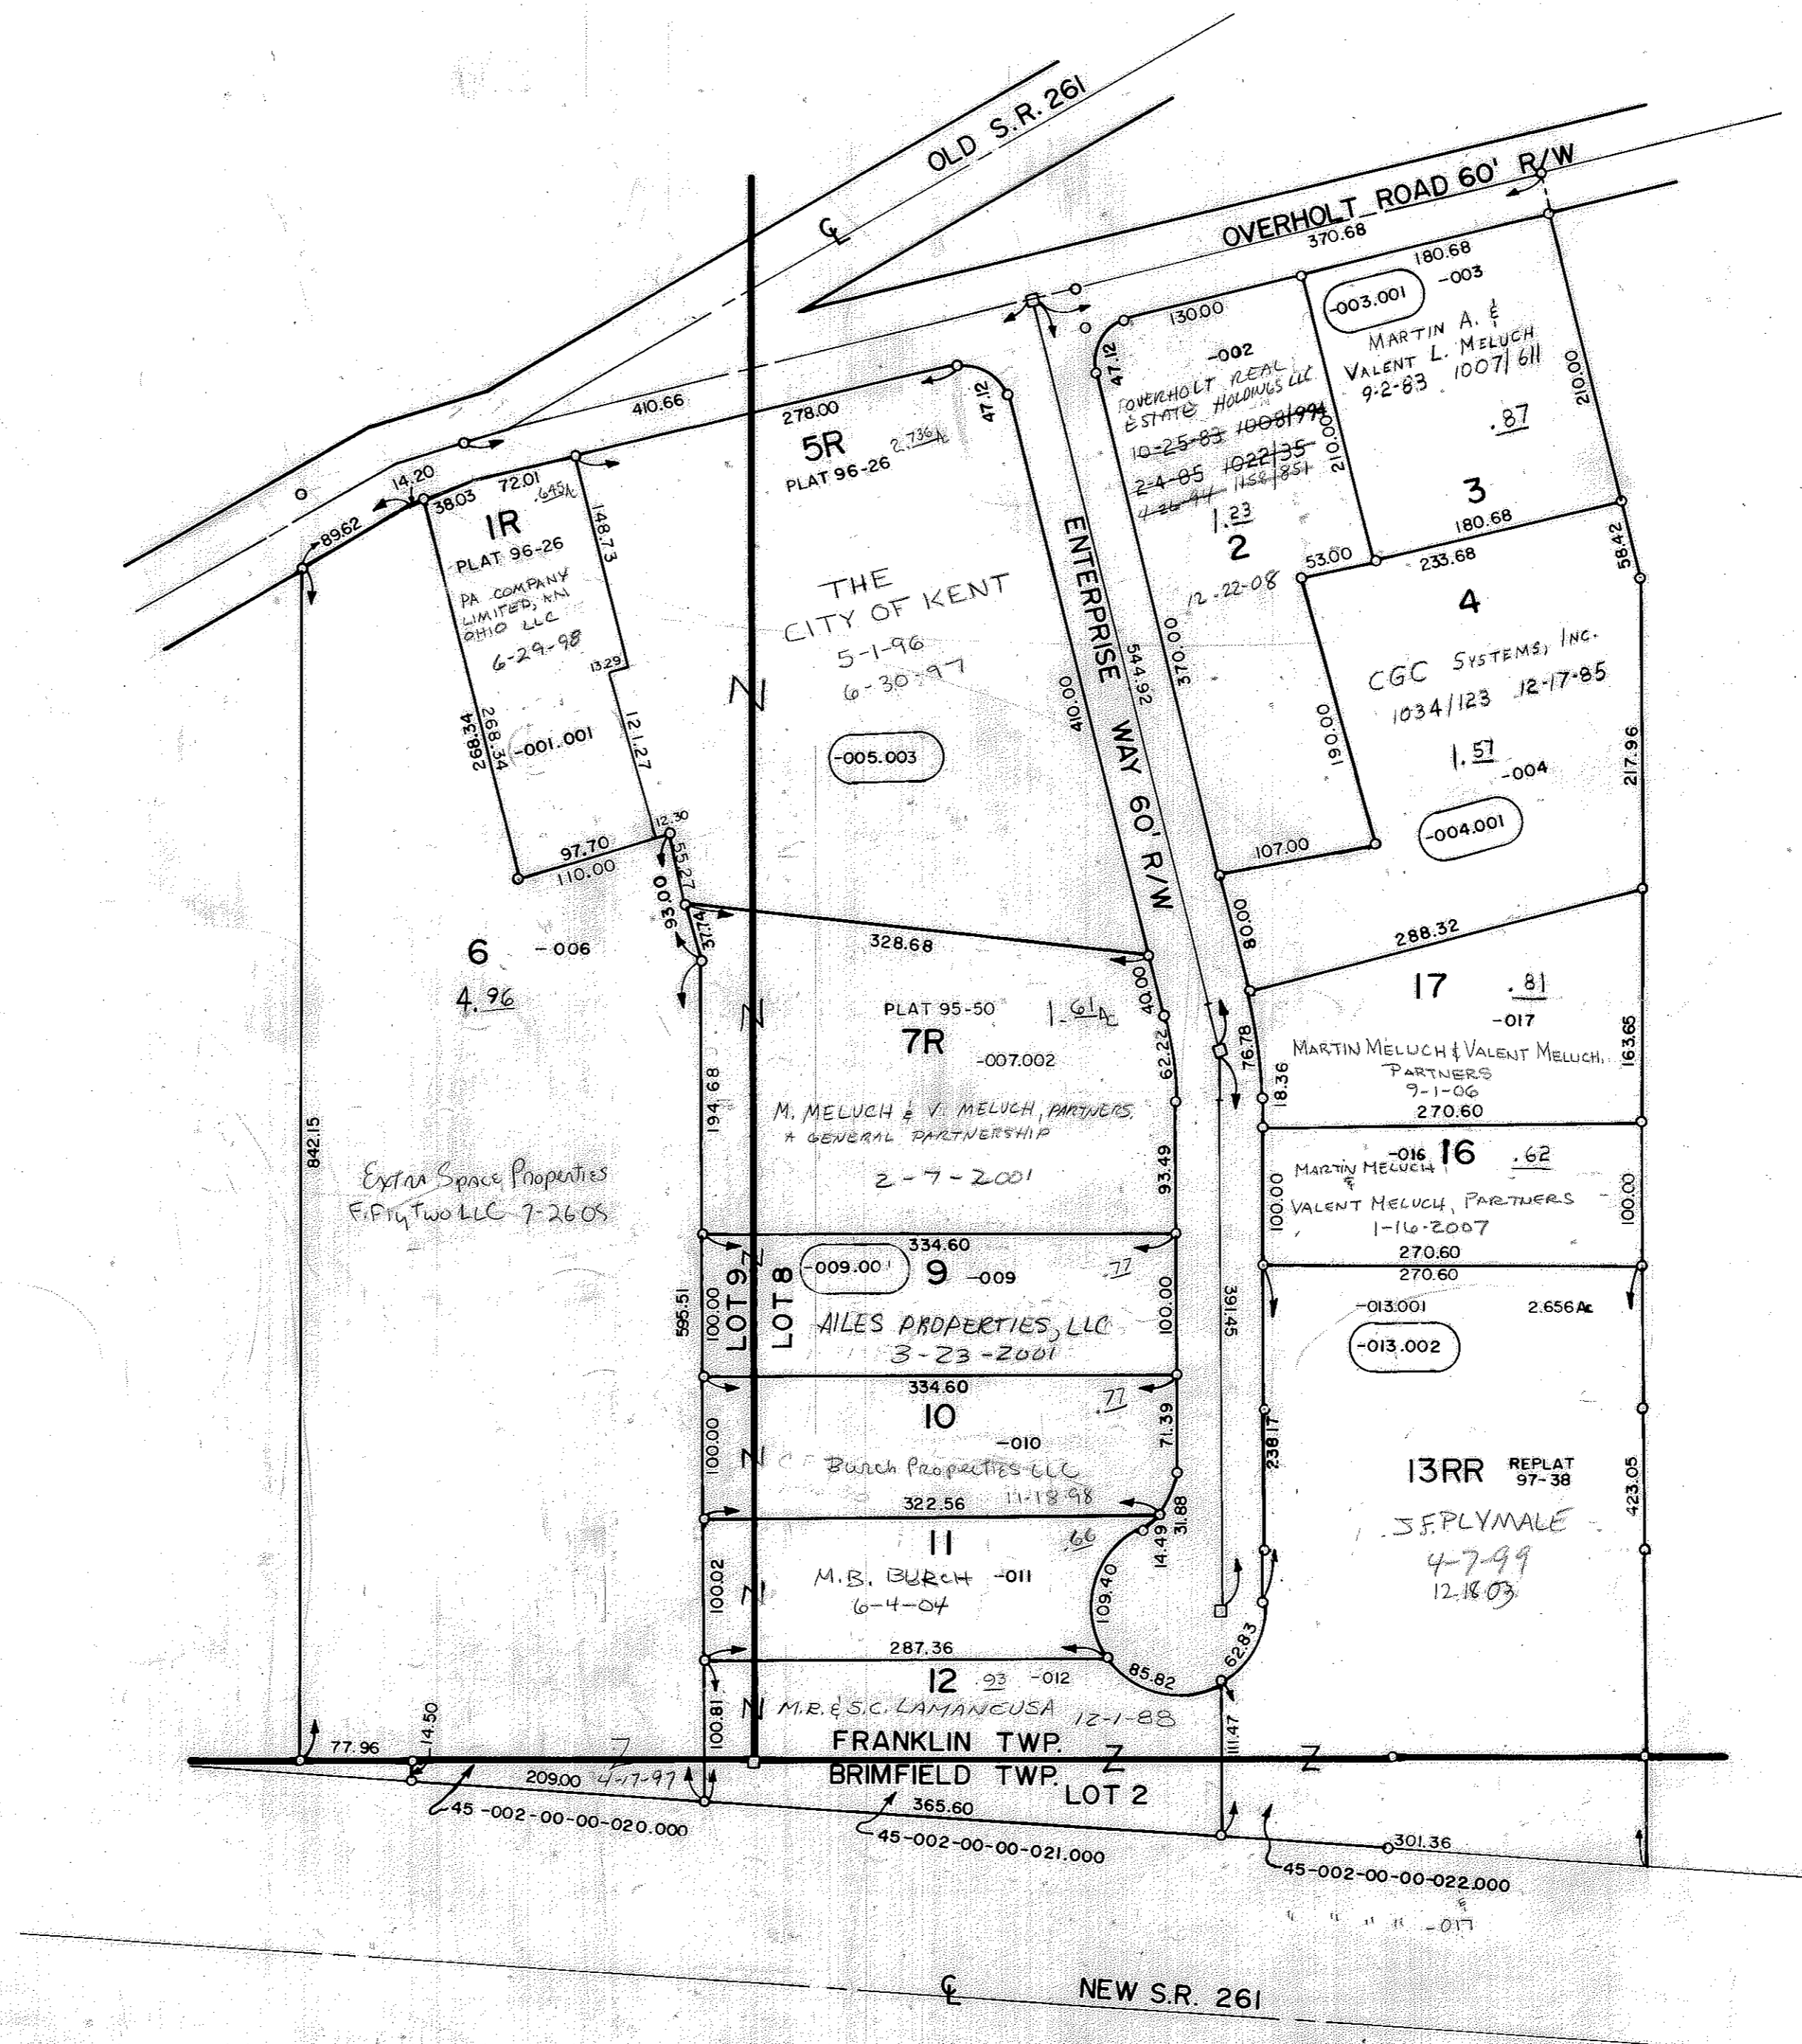 OLD S.R. 261
℄
OVERHOLT ROAD 60' R/W
370.68
180.68
-003.001
-003
MARTIN A. &
VALENT L. MELUCH
9-2-83 1007/611
.87
3
180.68
210.00
130.00
47.12
-002
OVERHOLT REAL
ESTATE HOLDINGS LLC
10-25-83 1008/994
2-4-85 1022/35
4-26-94 1158/851
1.23
2
12-22-08
210.00
370.00
53.00
233.68
58.42
4
CGC SYSTEMS, INC.
1034/123 12-17-85
1.57
-004
-004.001
190.00
217.96
107.00
80.00
288.32
410.66
278.00
47.12
5R
2.736A
PLAT 96-26
THE
CITY OF KENT
5-1-96
6-30-97
-005.003
410.00
ENTERPRISE WAY 60' R/W
544.92
89.62
14.20
38.03
72.01
.645A
1R
PLAT 96-26
PA COMPANY
LIMITED, AN
OHIO LLC
6-29-98
148.73
13.29
121.27
-001.001
268.34
268.34
12.30
97.70
110.00
55.27
93.00
37.74
N
6
-006
4.96
842.15
EXTRA SPACE PROPERTIES
FIFTY TWO LLC 7-26 05
328.68
40.00
PLAT 95-50
1.61A
7R
-007.002
62.22
194.68
M. MELUCH & V. MELUCH, PARTNERS,
A GENERAL PARTNERSHIP
2-7-2001
93.49
N
17
.81
-017
MARTIN MELUCH & VALENT MELUCH,
PARTNERS
9-1-06
76.78
18.36
163.65
270.60
-016
16
.62
MARTIN MELUCH
&
VALENT MELUCH, PARTNERS
1-16-2007
100.00
100.00
270.60
270.60
334.60
-009.001
9
-009
.77
AILES PROPERTIES, LLC
3-23-2001
100.00
100.00
595.51
LOT 9
Z
LOT 8
391.45
-013.001
2.656 Ac
-013.002
334.60
10
.77
-010
Burch Properties LLC
11-18-98
100.00
N
71.39
238.17
13RR
REPLAT
97-38
J.F. PLYMALE
4-7-99
12.18.03
423.05
322.56
31.88
14.49
11
.66
M.B. BURCH
-011
6-4-04
100.02
N
109.40
287.36
62.83
85.82
12
.93
-012
M.R. & S.C. LAMANCUSA
12-1-88
100.81
N
111.47
FRANKLIN TWP.
Z
Z
BRIMFIELD TWP.
LOT 2
77.96
14.50
Z
209.00
4-17-97
365.60
301.36
45-002-00-00-020.000
45-002-00-00-021.000
45-002-00-00-022.000
" " " " -017
℄
NEW S.R. 261